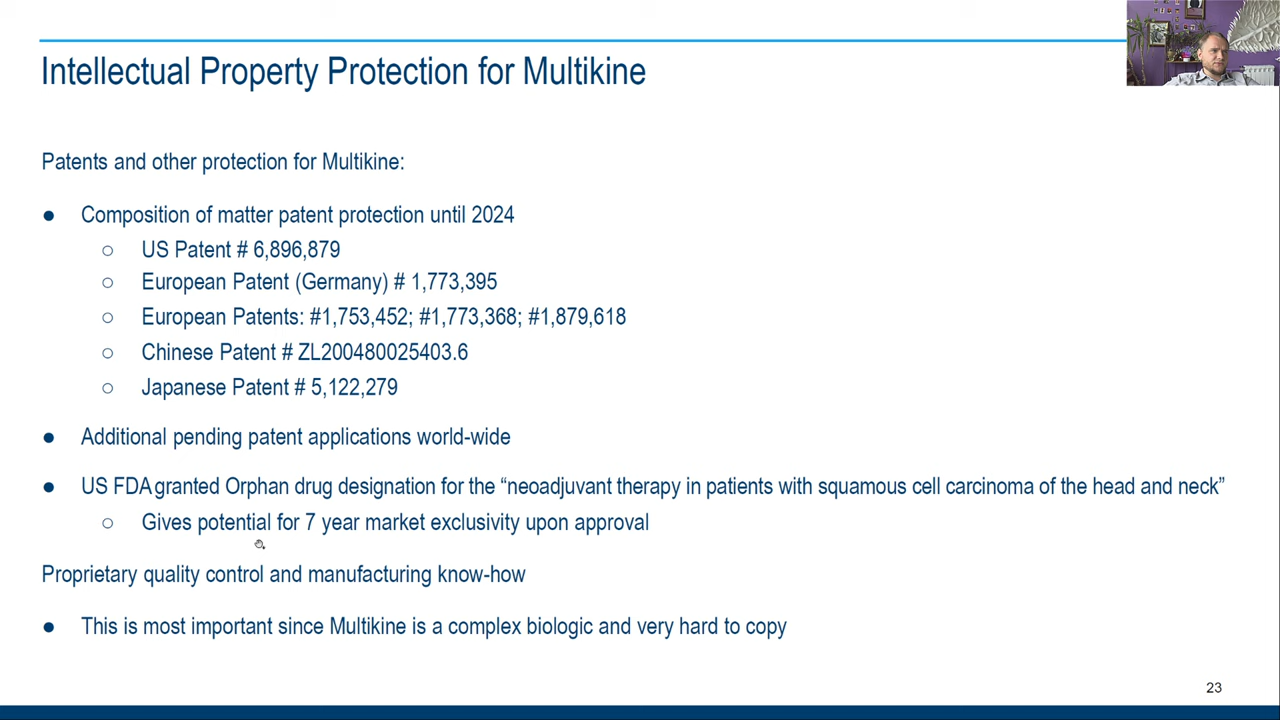 Intellectual Property Protection for Multikine
Patents and other protection for Multikine:
● Composition of matter patent protection until 2024
○ US Patent # 6,896,879
○ European Patent (Germany) # 1,773,395
○ European Patents: #1,753,452; #1,773,368; #1,879,618
○ Chinese Patent # ZL200480025403.6
○ Japanese Patent # 5,122,279
● Additional pending patent applications world-wide
● US FDA granted Orphan drug designation for the “neoadjuvant therapy in patients with squamous cell carcinoma of the head and neck”
○ Gives potential for 7 year market exclusivity upon approval
Proprietary quality control and manufacturing know-how
● This is most important since Multikine is a complex biologic and very hard to copy
23